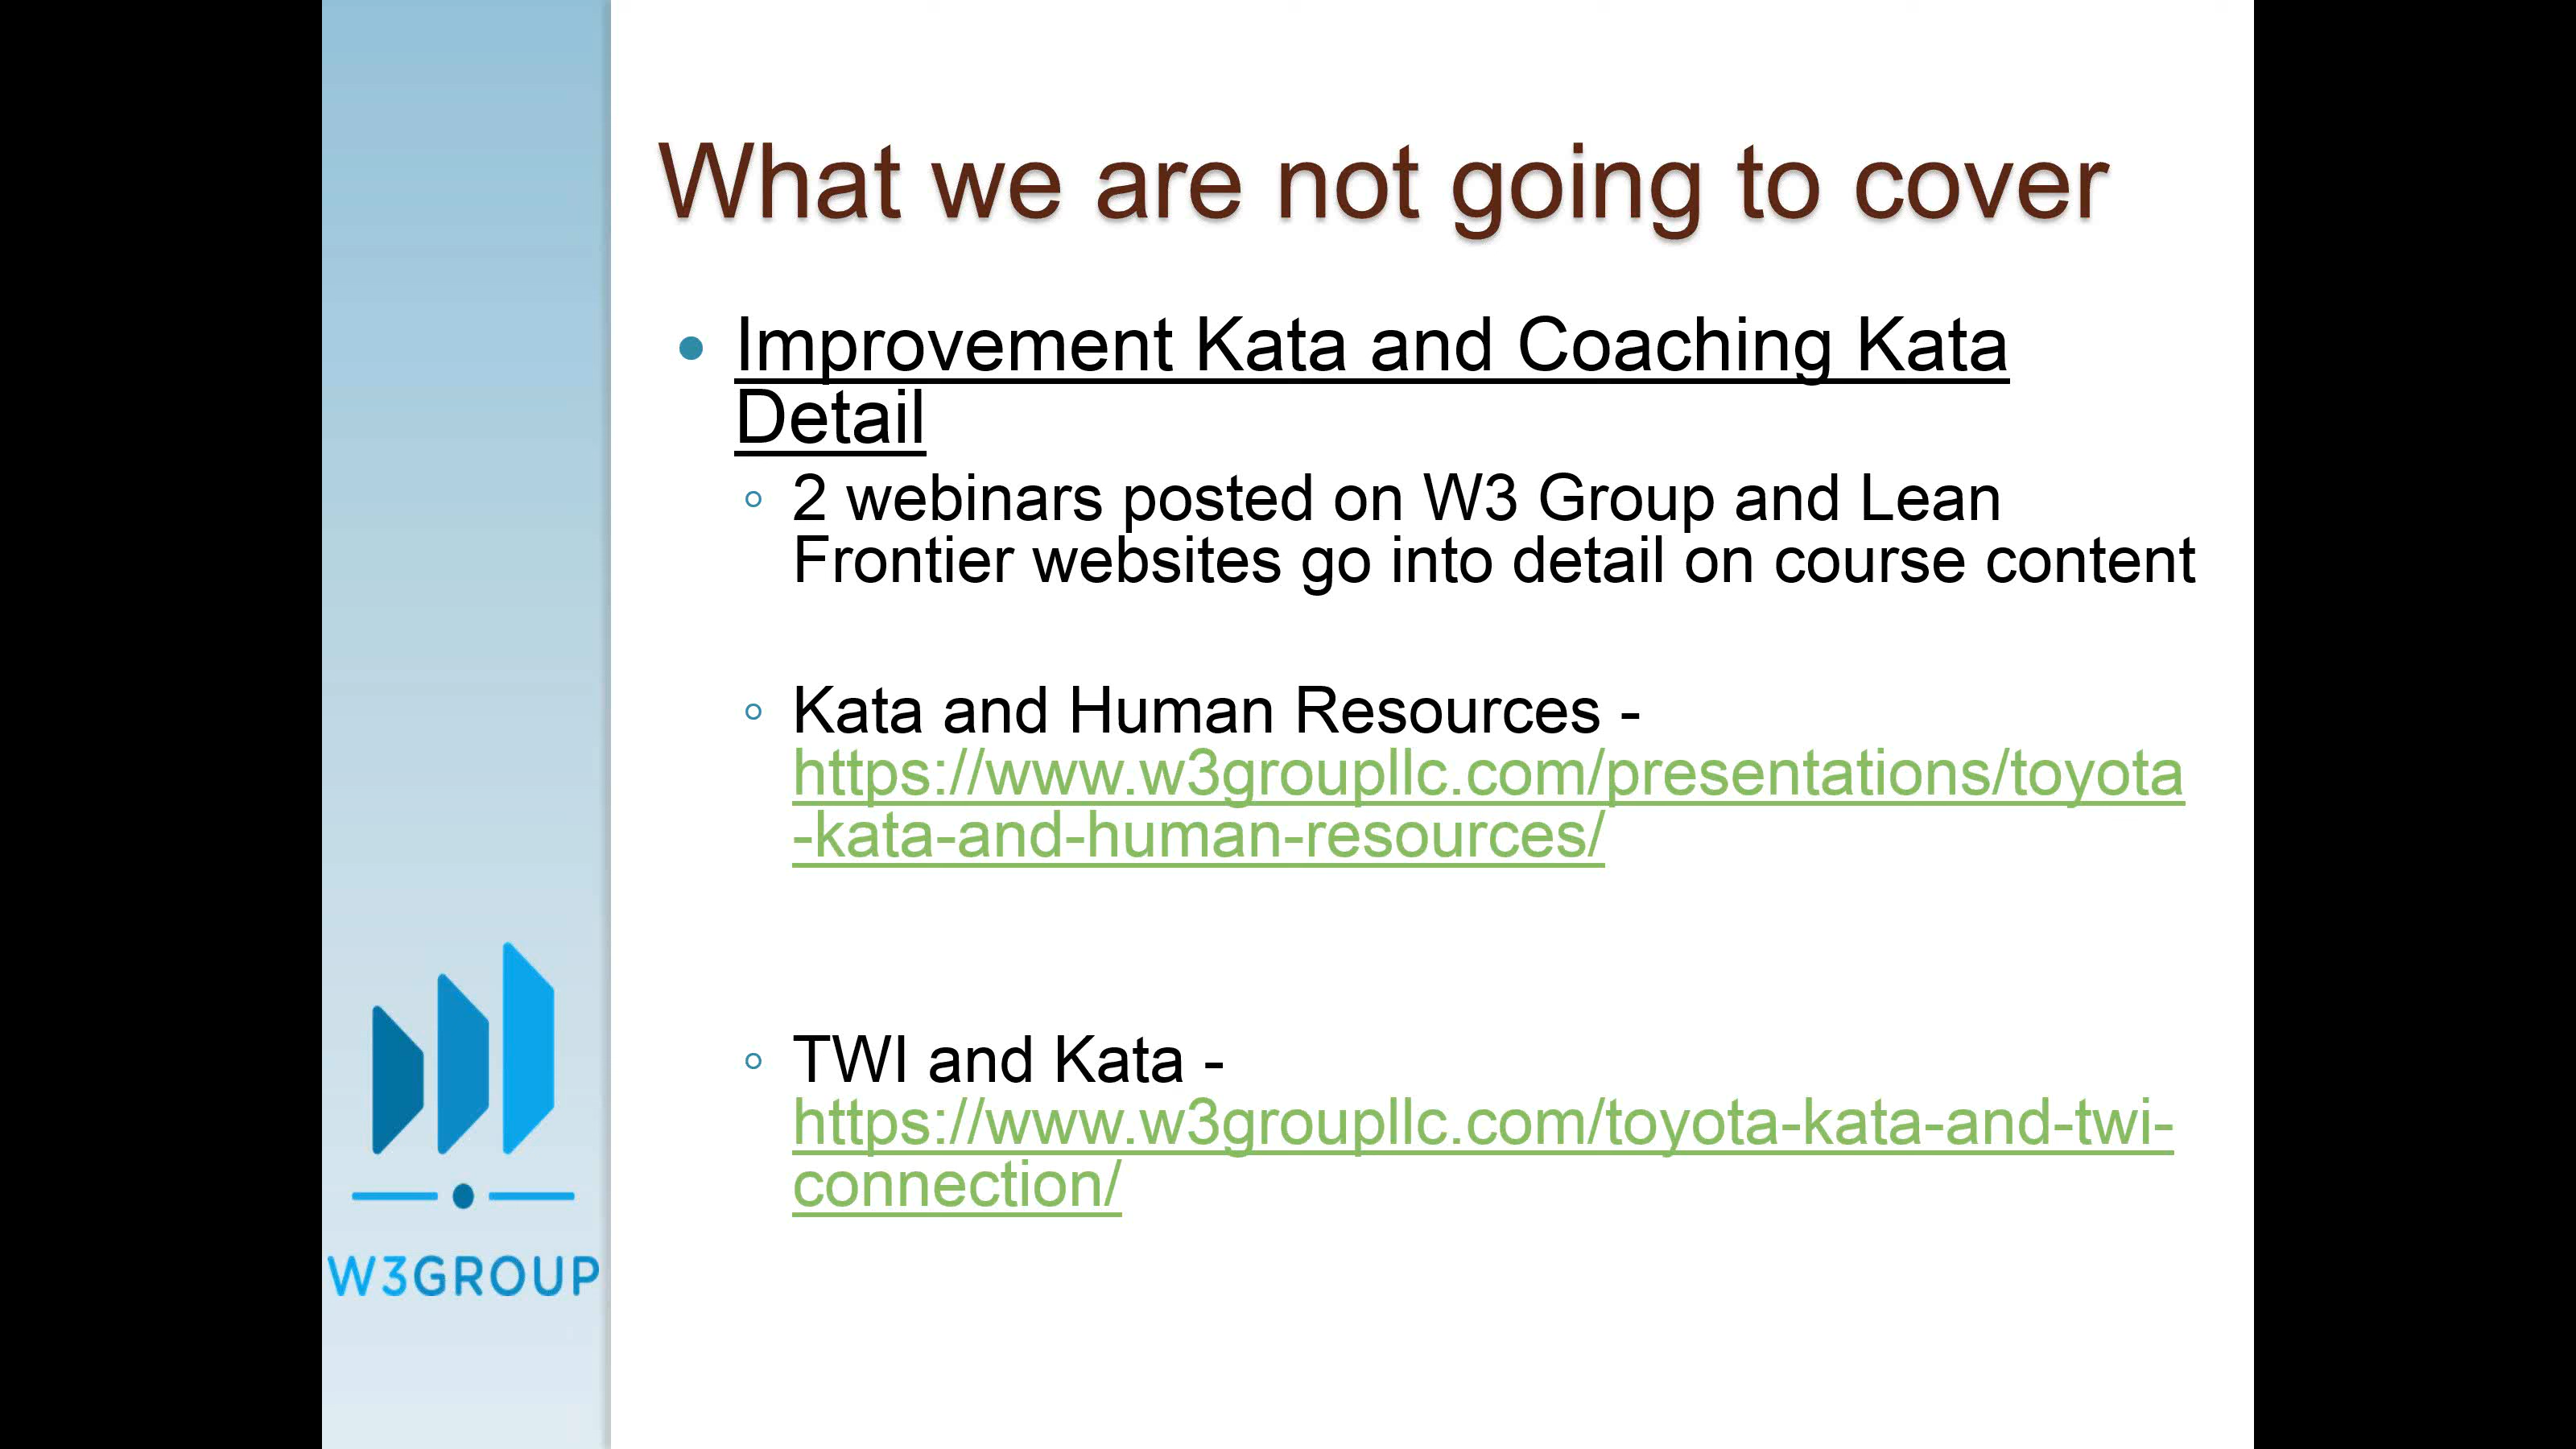 What we are not going to cover
Improvement Kata and Coaching Kata
Detail
2 webinars posted on W3 Group and Lean
Frontier websites go into detail on course content
Kata and Human Resources -
https://www.w3groupllc.com/presentations/toyota
-kata-and-human-resources/
TWI and Kata -
https://www.w3groupllc.com/toyota-kata-and-twi-
connection/
W3GROUP